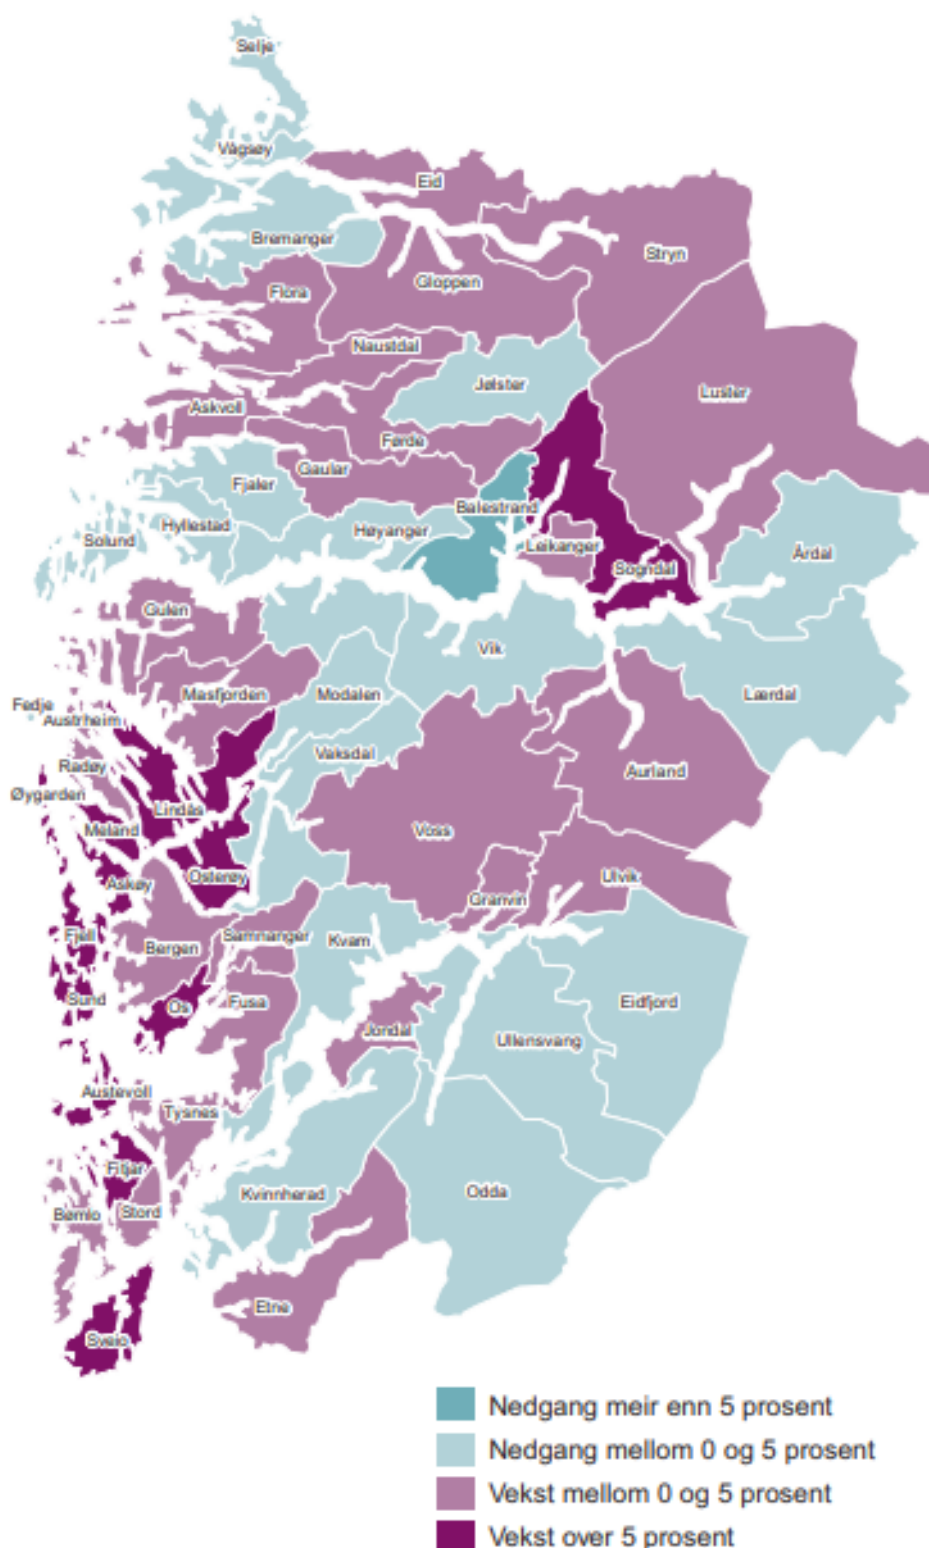 Selje
Vågsøy
Eid
Bremanger
Stryn
Gloppen
Flora
Naustdal
Jølster
Luster
Askvoll
Førde
Gaular
Fjaler
Balestrand
Hyllestad
Høyanger
Solund
Leikanger
Årdal
Sogndal
Gulen
Vik
Masfjorden
Modalen
Lærdal
Fedje
Austrheim
Vaksdal
Radøy
Aurland
Øygarden
Lindås
Meland
Voss
Osterøy
Ulvik
Askøy
Granvin
Fjell
Samnanger
Kvam
Bergen
Sund
Os
Fusa
Eidfjord
Jondal
Ullensvang
Austevoll
Tysnes
Fitjar
Kvinnherad
Odda
Bømlo
Stord
Etne
Sveio
Nedgang meir enn 5 prosent
Nedgang mellom 0 og 5 prosent
Vekst mellom 0 og 5 prosent
Vekst over 5 prosent